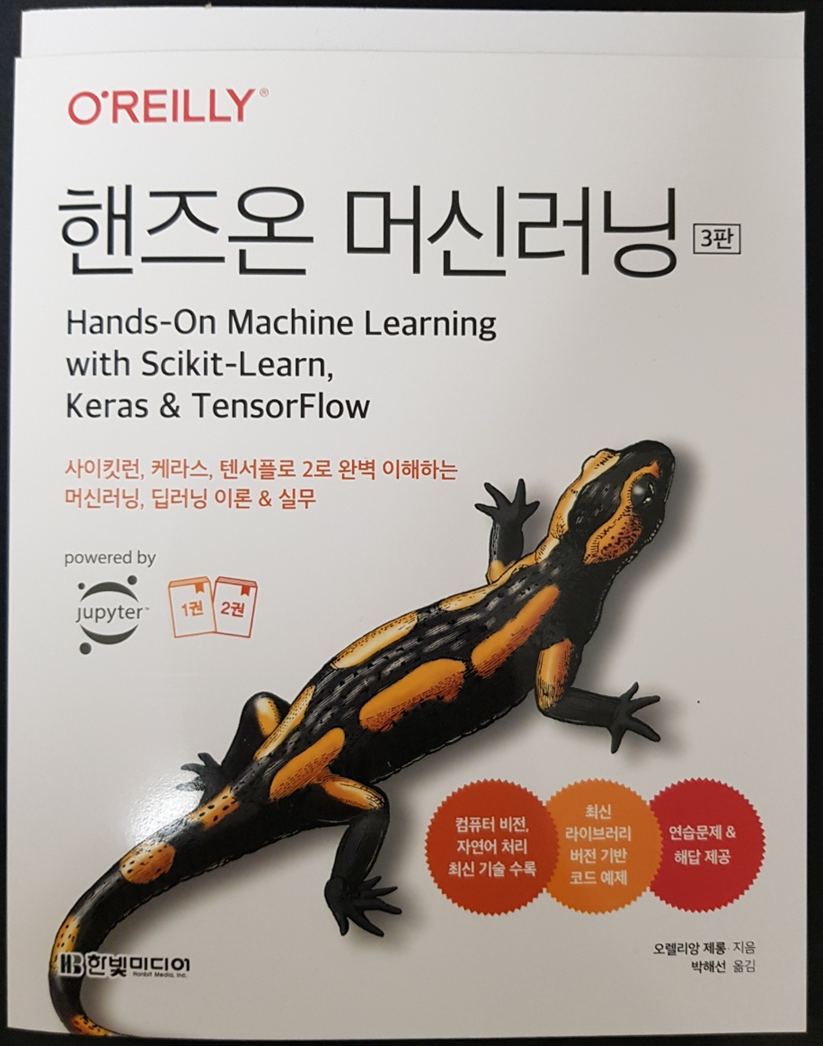 O'REILLY®
핸즈온 머신러닝 3판
Hands-On Machine Learning
with Scikit-Learn,
Keras & TensorFlow
사이킷런, 케라스, 텐서플로 2로 완벽 이해하는
머신러닝, 딥러닝 이론 & 실무
powered by
jupyter™
1권 2권
컴퓨터 비전,
자연어 처리
최신 기술 수록
최신
라이브러리
버전 기반
코드 예제
연습문제 &
해답 제공
오렐리앙 제롱 지음
박해선 옮김
HB 한빛미디어
Hanbit Media, Inc.